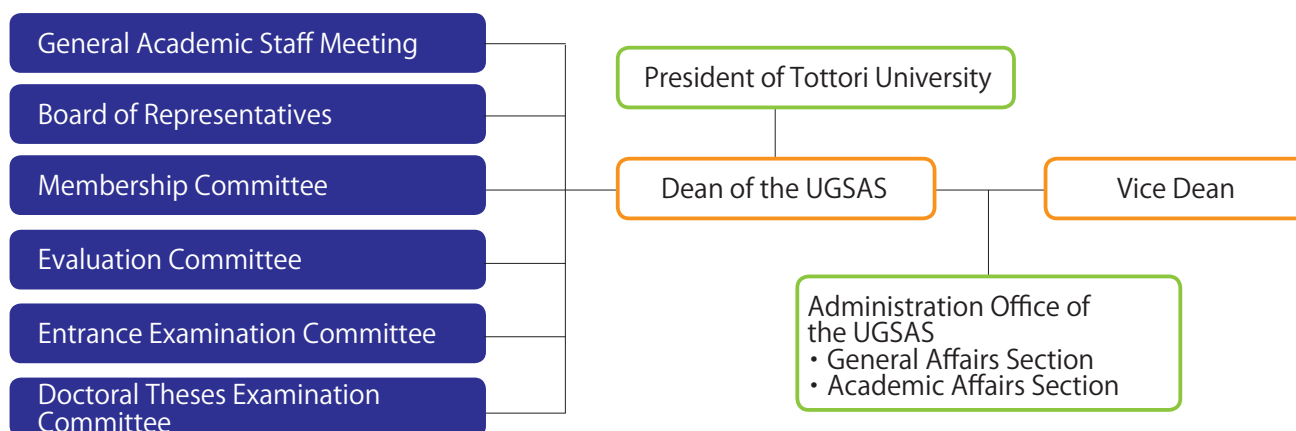 General Academic Staff Meeting
Board of Representatives
Membership Committee
Evaluation Committee
Entrance Examination Committee
Doctoral Theses Examination
Committee
President of Tottori University
Dean of the UGSAS
Vice Dean
Administration Office of
the UGSAS
・General Affairs Section
・Academic Affairs Section